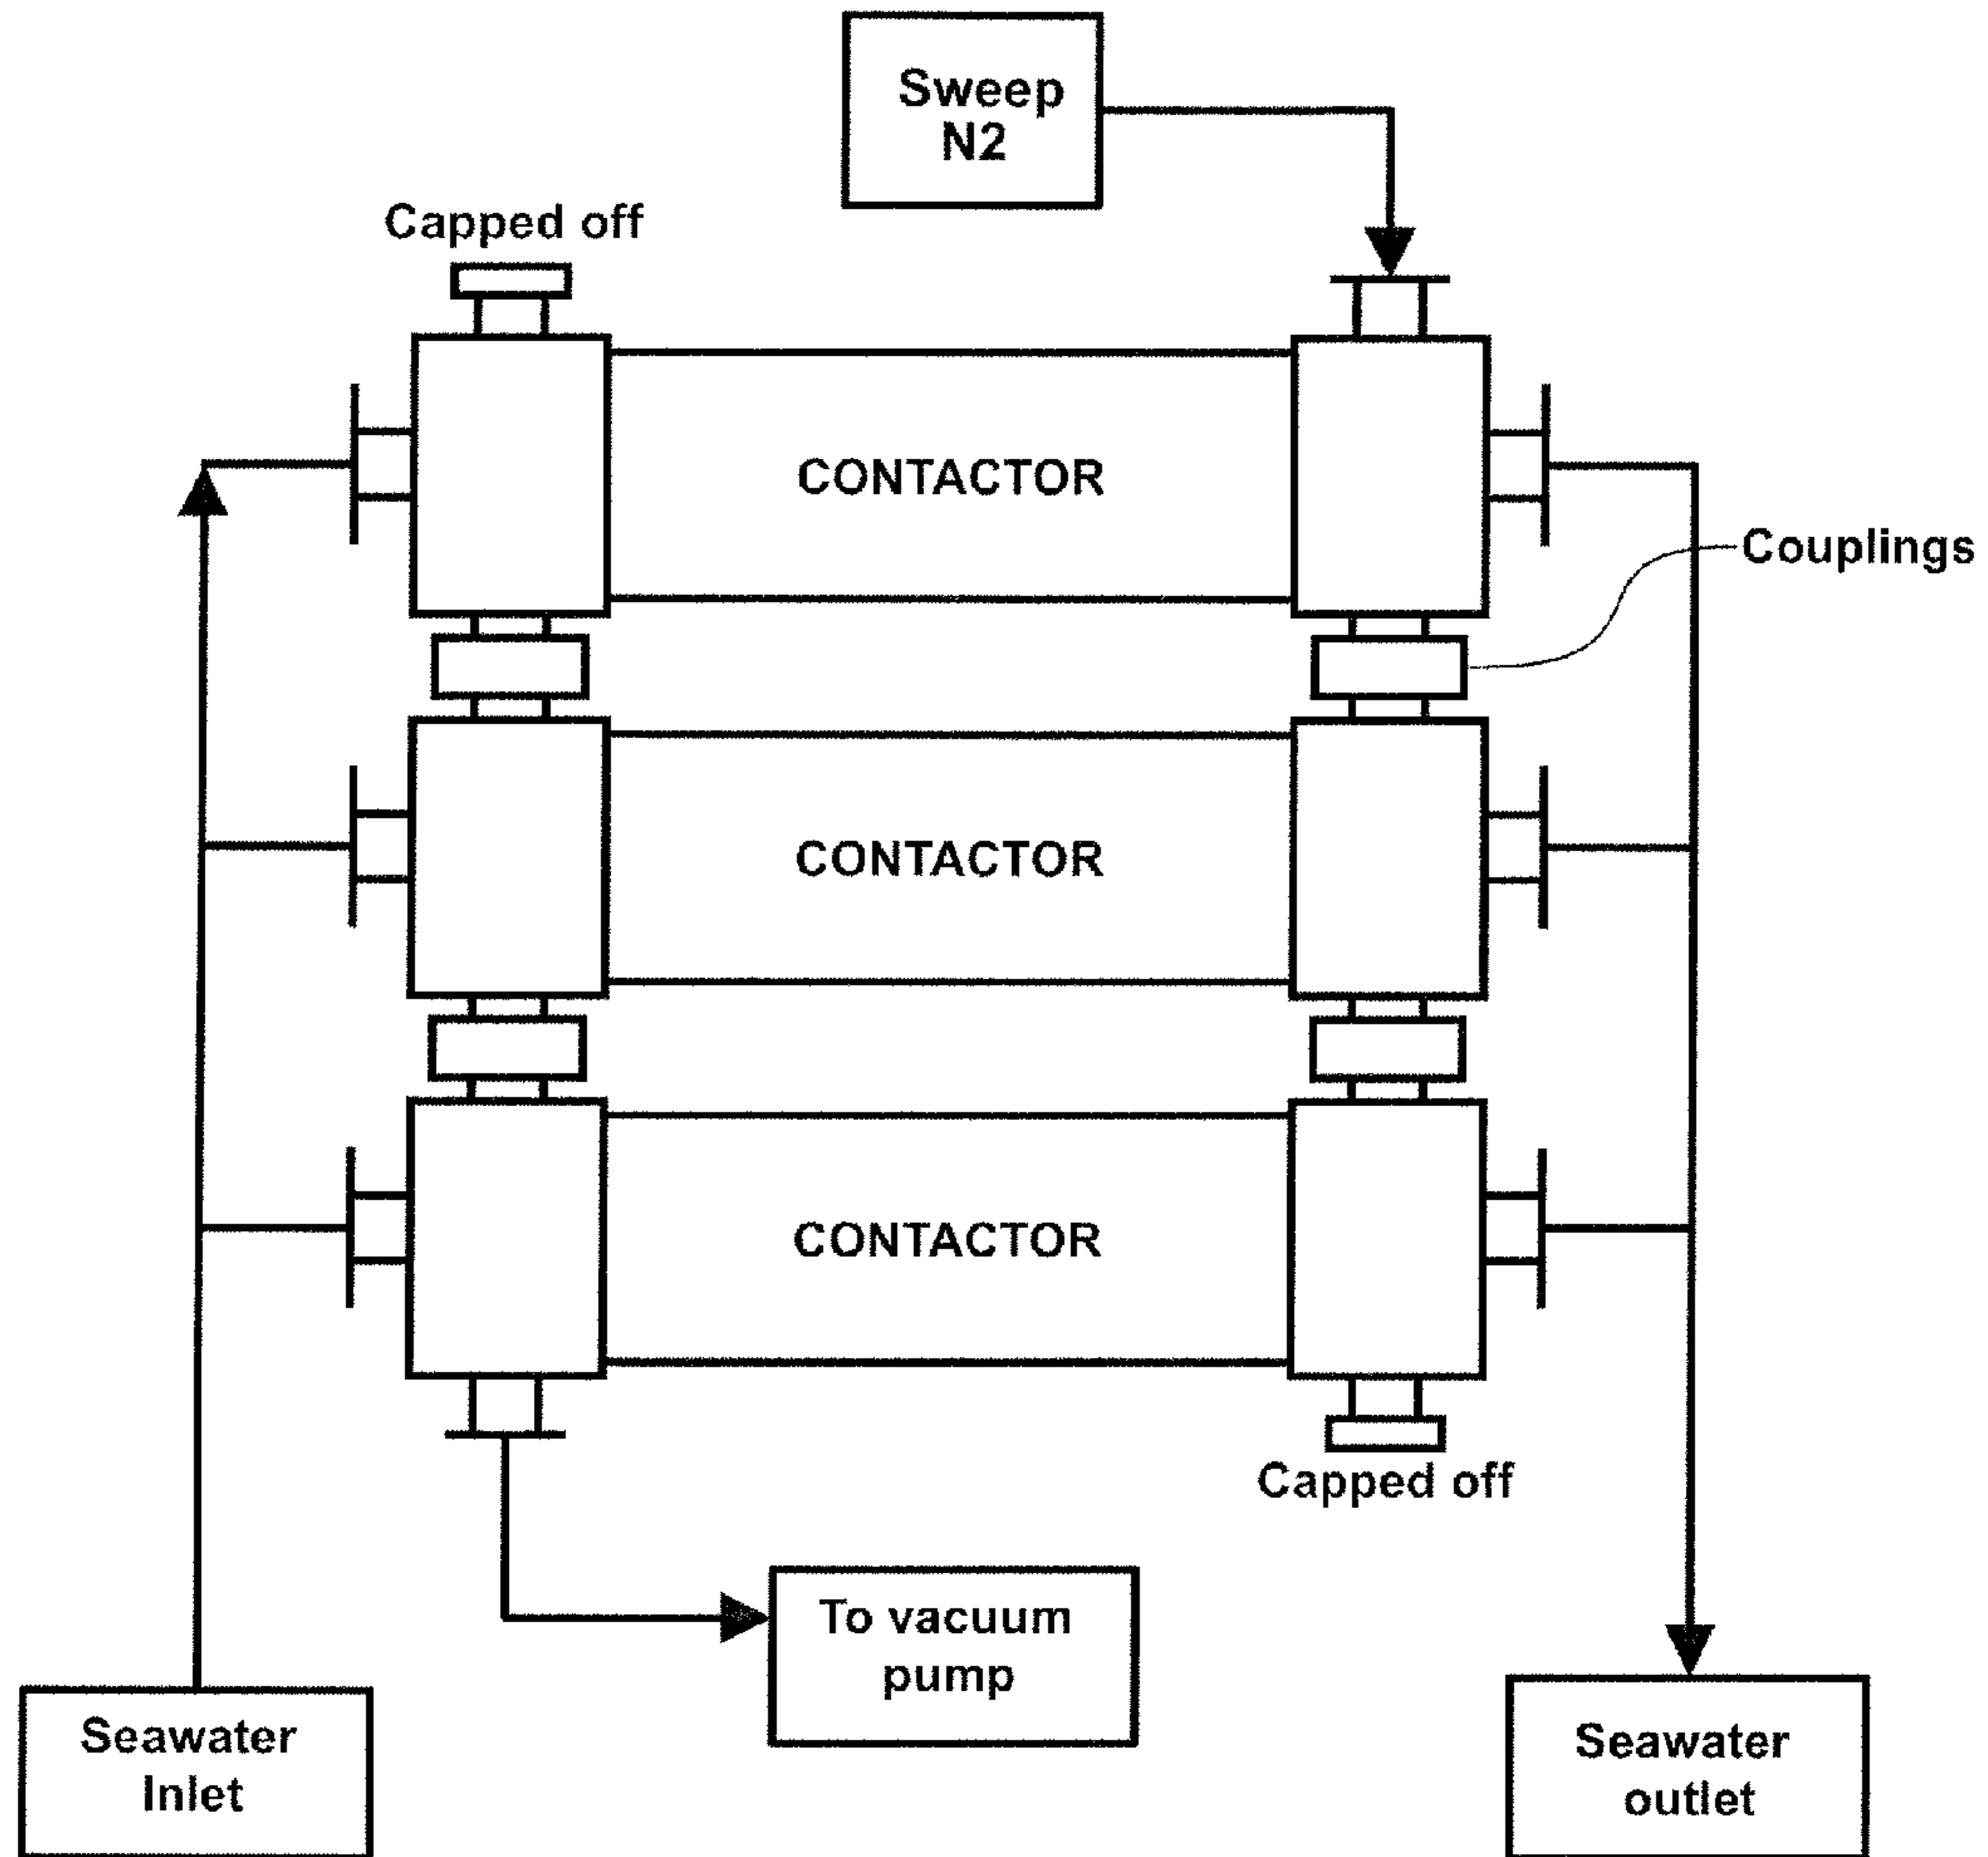 Sweep
N2
Capped off
CONTACTOR
Couplings
CONTACTOR
CONTACTOR
Capped off
To vacuum
pump
Seawater
Inlet
Seawater
outlet